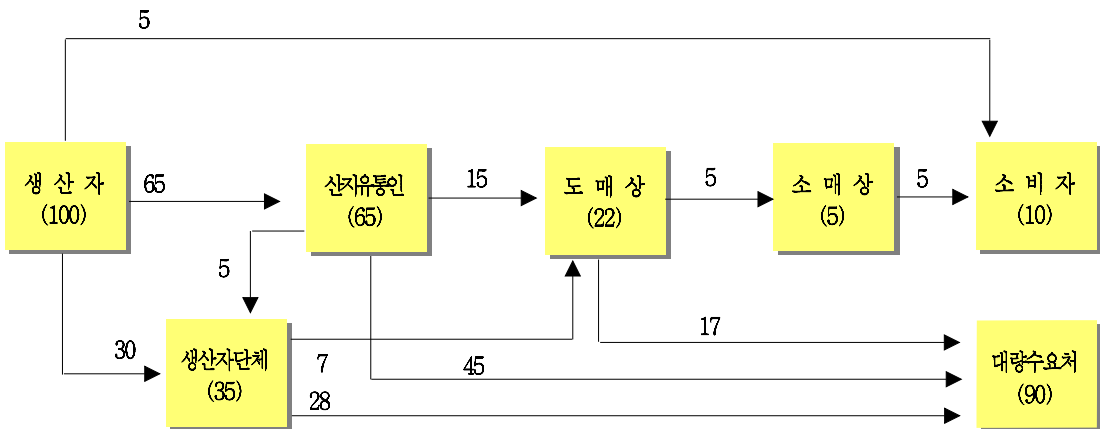 5
생 산 자
(100)
65
산지유통인
(65)
15
도 매 상
(22)
5
소 매 상
(5)
5
소 비 자
(10)
5
30
생산자단체
(35)
7
45
28
17
대량수요처
(90)